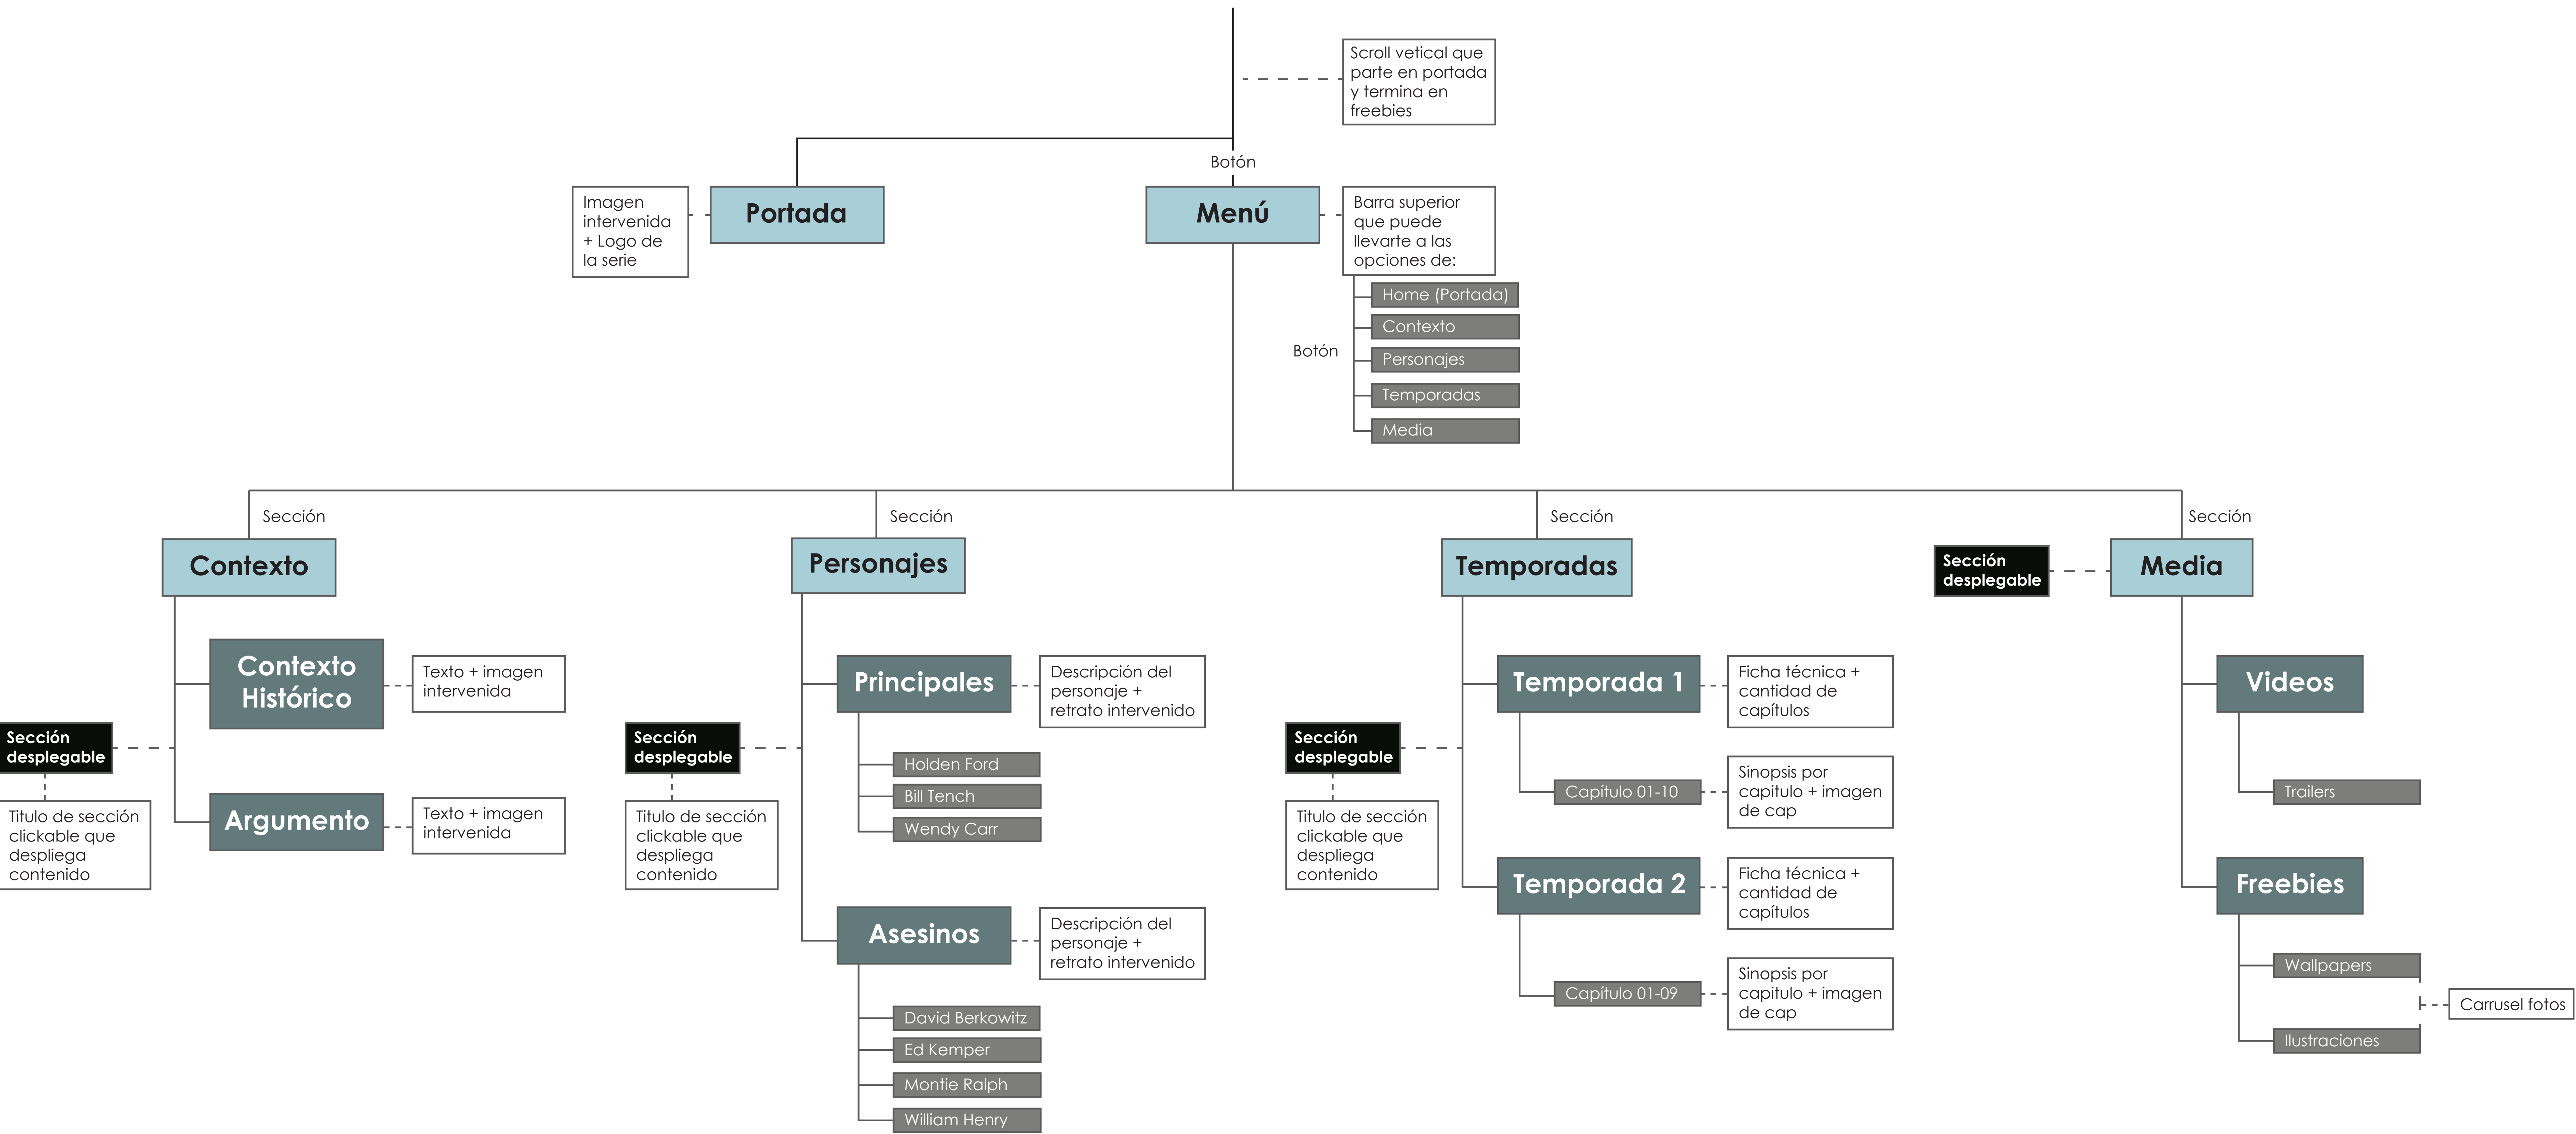 Scroll vetical que
parte en portada
y termina en
freebies
Botón
Imagen
intervenida
+ Logo de
la serie
Portada
Menú
Barra superior
que puede
llevarte a las
opciones de:
Home (Portada)
Contexto
Botón
Personajes
Temporadas
Media
Sección
Sección
Sección
Sección
Contexto
Contexto
Histórico
Texto + imagen
intervenida
Sección
desplegable
Titulo de sección
clickable que
despliega
contenido
Argumento
Texto + imagen
intervenida
Personajes
Principales
Descripción del
personaje +
retrato intervenido
Sección
desplegable
Titulo de sección
clickable que
despliega
contenido
Holden Ford
Bill Tench
Wendy Carr
Asesinos
Descripción del
personaje +
retrato intervenido
David Berkowitz
Ed Kemper
Montie Ralph
William Henry
Temporadas
Temporada 1
Ficha técnica +
cantidad de
capítulos
Sección
desplegable
Titulo de sección
clickable que
despliega
contenido
Capítulo 01-10
Sinopsis por
capitulo + imagen
de cap
Temporada 2
Ficha técnica +
cantidad de
capítulos
Capítulo 01-09
Sinopsis por
capitulo + imagen
de cap
Sección
desplegable
Media
Videos
Trailers
Freebies
Wallpapers
Carrusel fotos
Ilustraciones